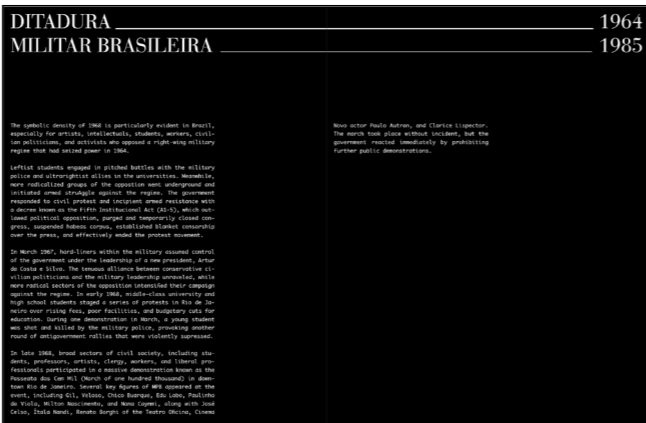 DITADURA 1964
MILITAR BRASILEIRA 1985
The symbolic density of 1968 is particularly evident in Brazil,
especially for artists, intellectuals, students, workers, civil-
ian politicians, and activists who opposed a right-wing military
regime that had seized power in 1964.
Leftist students engaged in pitched battles with the military
police and ultrarightist allies in the universities. Meanwhile,
more radicalized groups of the opposition went underground and
initiated armed struAggle against the regime. The government
responded to civil protest and incipient armed resistance with
a decree known as the Fifth Institutional Act (AI-5), which out-
lawed political opposition, purged and temporarily closed con-
gress, suspended habeas corpus, established blanket censorship
over the press, and effectively ended the protest movement.
In March 1967, hard-liners within the military assumed control
of the government under the leadership of a new president, Artur
da Costa e Silva. The tenuous alliance between conservative ci-
vilian politicians and the military leadership unraveled, while
more radical sectors of the opposition intensified their campaign
against the regime. In early 1968, middle-class university and
high school students staged a series of protests in Rio de Ja-
neiro over rising fees, poor facilities, and budgetary cuts for
education. During one demonstration in March, a young student
was shot and killed by the military police, provoking another
round of antigovernment rallies that were violently supressed.
In late 1968, broad sectors of civil society, including stu-
dents, professors, artists, clergy, workers, and liberal pro-
fessionals participated in a massive demonstration known as the
Passeata dos Cem Mil (March of one hundred thousand) in down-
town Rio de Janeiro. Several key figures of MPB appeared at the
event, including Gil, Veloso, Chico Buarque, Edu Lobo, Paulinho
da Viola, Milton Nascimento, and Nana Caymmi, along with José
Celso, Ítala Nandi, Renato Borghi of the Teatro Oficina, Cinema
Novo actor Paulo Autran, and Clarice Lispector.
The march took place without incident, but the
government reacted immediately by prohibiting
further public demonstrations.